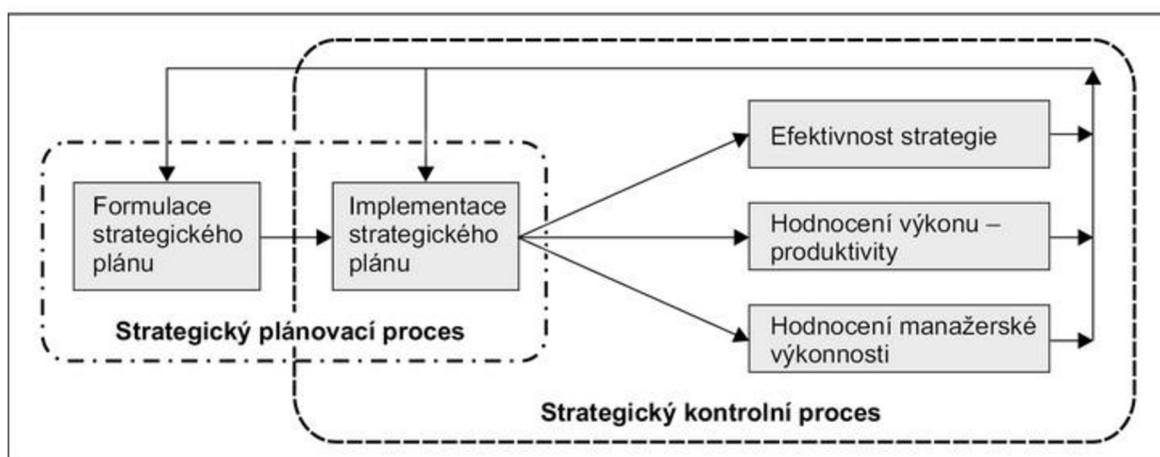 Formulace
strategického
plánu
Implementace
strategického
plánu
Efektivnost strategie
Hodnocení výkonu –
produktivity
Hodnocení manažerské
výkonnosti
Strategický plánovací proces
Strategický kontrolní proces